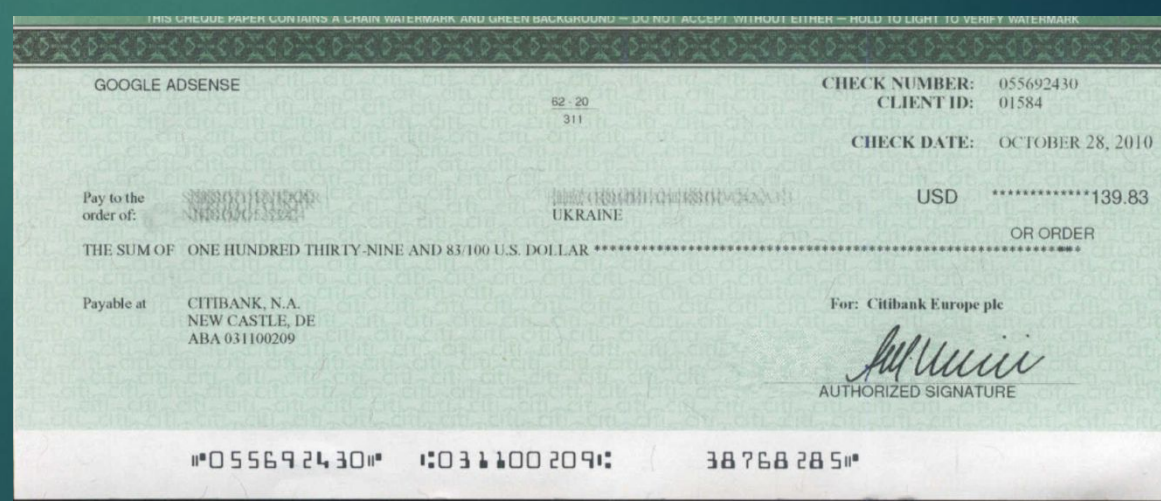 THIS CHEQUE PAPER CONTAINS A CHAIN WATERMARK AND GREEN BACKGROUND – DO NOT ACCEPT WITHOUT EITHER – HOLD TO LIGHT TO VERIFY WATERMARK
GOOGLE ADSENSE
62 - 20
311
CHECK NUMBER: 055692430
CLIENT ID: 01584
CHECK DATE: OCTOBER 28, 2010
Pay to the
order of:
UKRAINE
USD **************139.83
OR ORDER
THE SUM OF ONE HUNDRED THIRTY-NINE AND 83/100 U.S. DOLLAR
Payable at CITIBANK, N.A.
NEW CASTLE, DE
ABA 031100209
For: Citibank Europe plc
AUTHORIZED SIGNATURE
⑈055692430⑈ ⑆031100209⑆ 38768285⑈